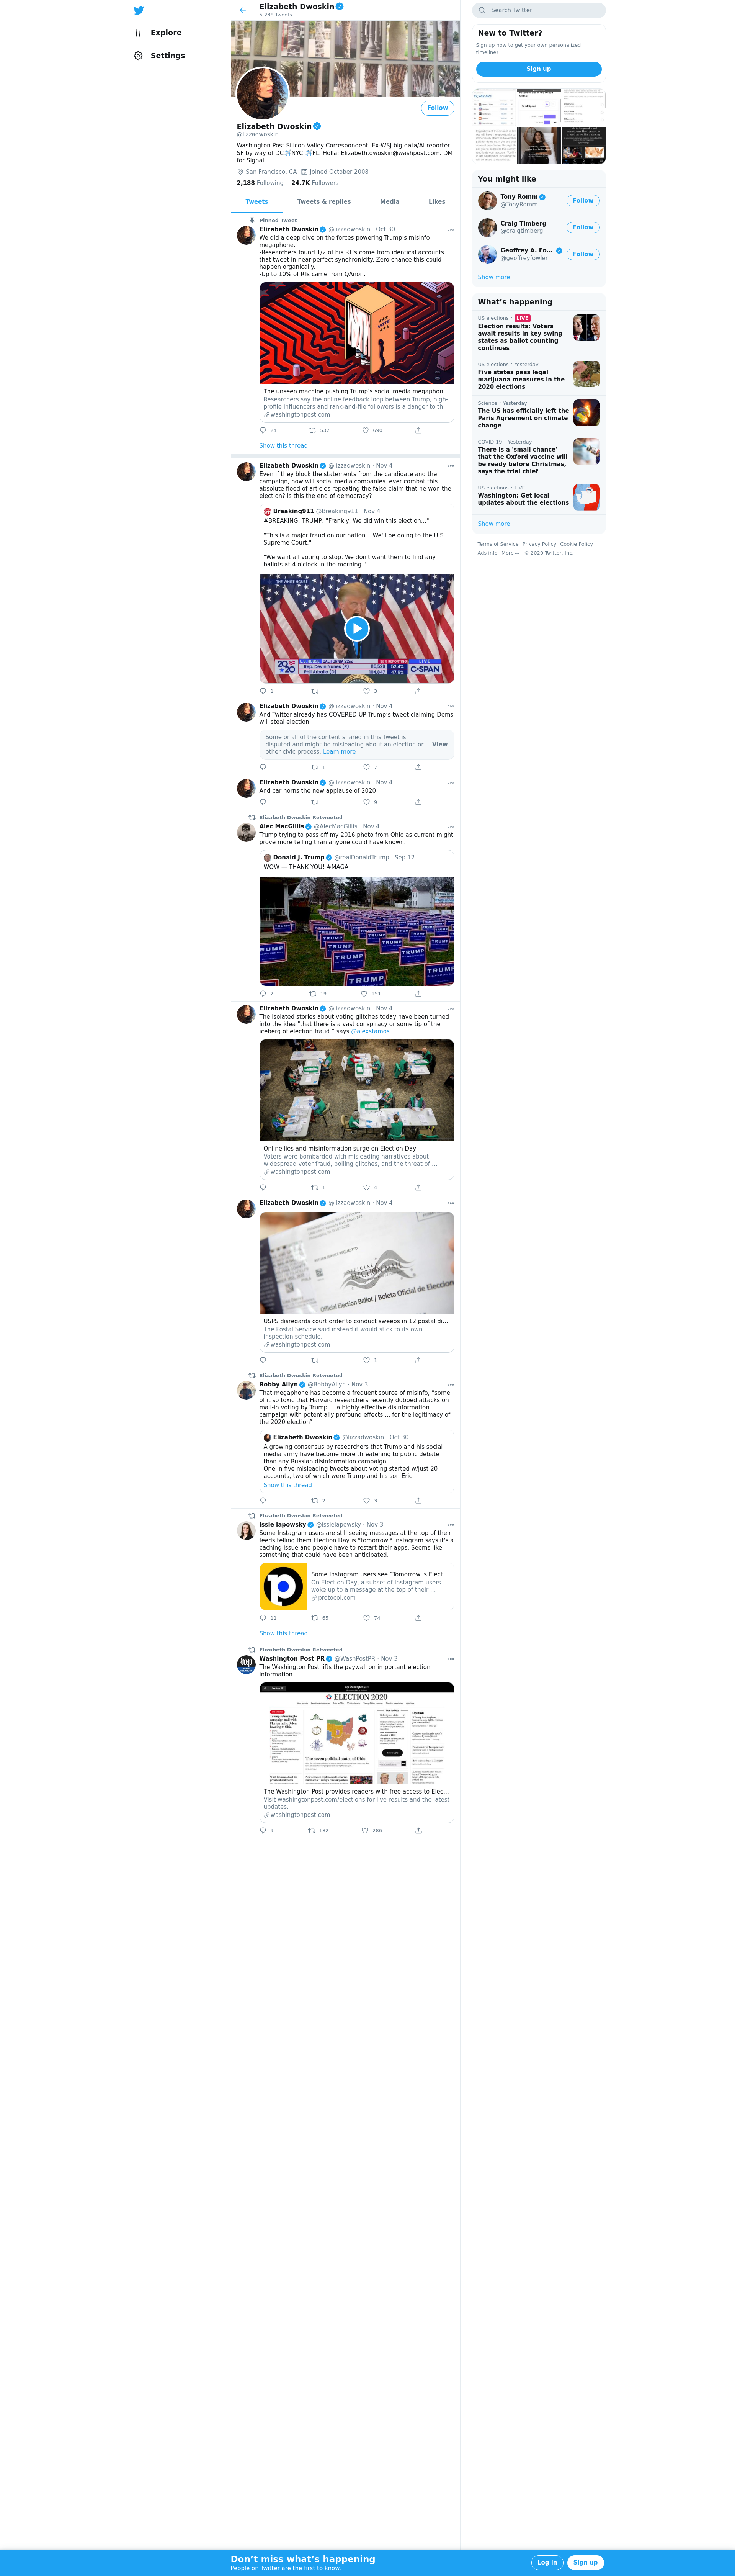 Explore
Settings
Elizabeth Dwoskin
5,238 Tweets
Follow
Elizabeth Dwoskin
@lizzadwoskin
Washington Post Silicon Valley Correspondent. Ex-WSJ big data/AI reporter.
SF by way of DC✈️NYC ✈️FL. Holla: Elizabeth.dwoskin@washpost.com. DM
for Signal.
San Francisco, CA Joined October 2008
2,188 Following 24.7K Followers
Tweets Tweets & replies Media Likes
Pinned Tweet
Elizabeth Dwoskin @lizzadwoskin · Oct 30
We did a deep dive on the forces powering Trump’s misinfo
megaphone.
-Researchers found 1/2 of his RT’s come from identical accounts
that tweet in near-perfect synchronicity. Zero chance this could
happen organically.
-Up to 10% of RTs came from QAnon.
The unseen machine pushing Trump’s social media megaphon...
Researchers say the online feedback loop between Trump, high-
profile influencers and rank-and-file followers is a danger to th...
washingtonpost.com
24 532 690
Show this thread
Elizabeth Dwoskin @lizzadwoskin · Nov 4
Even if they block the statements from the candidate and the
campaign, how will social media companies ever combat this
absolute flood of articles repeating the false claim that he won the
election? is this the end of democracy?
Breaking911 @Breaking911 · Nov 4
#BREAKING: TRUMP: "Frankly, We did win this election..."
"This is a major fraud on our nation... We'll be going to the U.S.
Supreme Court."
"We want all voting to stop. We don't want them to find any
ballots at 4 o'clock in the morning."
THE WHITE HOUSE
2020
U.S. HOUSE | CALIFORNIA 22nd
Rep. Devin Nunes (R) 52.4%
Phil Arballo (D) 47.6%
LIVE
C-SPAN
1 3
Elizabeth Dwoskin @lizzadwoskin · Nov 4
And Twitter already has COVERED UP Trump’s tweet claiming Dems
will steal election
Some or all of the content shared in this Tweet is
disputed and might be misleading about an election or
other civic process. Learn more
View
1 7
Elizabeth Dwoskin @lizzadwoskin · Nov 4
And car horns the new applause of 2020
9
Elizabeth Dwoskin Retweeted
Alec MacGillis @AlecMacGillis · Nov 4
Trump trying to pass off my 2016 photo from Ohio as current might
prove more telling than anyone could have known.
Donald J. Trump @realDonaldTrump · Sep 12
WOW — THANK YOU! #MAGA
TRUMP
TRUMP
TRUMP
TRUMP
TRUMP
2 19 151
Elizabeth Dwoskin @lizzadwoskin · Nov 4
The isolated stories about voting glitches today have been turned
into the idea “that there is a vast conspiracy or some tip of the
iceberg of election fraud.” says @alexstamos
Online lies and misinformation surge on Election Day
Voters were bombarded with misleading narratives about
widespread voter fraud, polling glitches, and the threat of ...
washingtonpost.com
1 4
Elizabeth Dwoskin @lizzadwoskin · Nov 4
OFFICIAL
ELECTION MAIL
Official Election Ballot / Boleta Oficial de Eleccion
USPS disregards court order to conduct sweeps in 12 postal di...
The Postal Service said instead it would stick to its own
inspection schedule.
washingtonpost.com
1
Elizabeth Dwoskin Retweeted
Bobby Allyn @BobbyAllyn · Nov 3
That megaphone has become a frequent source of misinfo, “some
of it so toxic that Harvard researchers recently dubbed attacks on
mail-in voting by Trump ... a highly effective disinformation
campaign with potentially profound effects ... for the legitimacy of
the 2020 election”
Elizabeth Dwoskin @lizzadwoskin · Oct 30
A growing consensus by researchers that Trump and his social
media army have become more threatening to public debate
than any Russian disinformation campaign.
One in five misleading tweets about voting started w/just 20
accounts, two of which were Trump and his son Eric.
Show this thread
2 3
Elizabeth Dwoskin Retweeted
issie lapowsky @issielapowsky · Nov 3
Some Instagram users are still seeing messages at the top of their
feeds telling them Election Day is *tomorrow.* Instagram says it's a
caching issue and people have to restart their apps. Seems like
something that could have been anticipated.
Some Instagram users see “Tomorrow is Elect...
On Election Day, a subset of Instagram users
woke up to a message at the top of their ...
protocol.com
11 65 74
Show this thread
Elizabeth Dwoskin Retweeted
Washington Post PR @WashPostPR · Nov 3
The Washington Post lifts the paywall on important election
information
ELECTION 2020
The seven political states of Ohio
The Washington Post provides readers with free access to Elec...
Visit washingtonpost.com/elections for live results and the latest
updates.
washingtonpost.com
9 182 286
Search Twitter
New to Twitter?
Sign up now to get your own personalized
timeline!
Sign up
You might like
Tony Romm
@TonyRomm
Follow
Craig Timberg
@craigtimberg
Follow
Geoffrey A. Fo...
@geoffreyfowler
Follow
Show more
What’s happening
US elections · LIVE
Election results: Voters
await results in key swing
states as ballot counting
continues
US elections · Yesterday
Five states pass legal
marijuana measures in the
2020 elections
Science · Yesterday
The US has officially left the
Paris Agreement on climate
change
COVID-19 · Yesterday
There is a 'small chance'
that the Oxford vaccine will
be ready before Christmas,
says the trial chief
US elections · LIVE
Washington: Get local
updates about the elections
Show more
Terms of Service Privacy Policy Cookie Policy
Ads info More ··· © 2020 Twitter, Inc.
Don’t miss what’s happening
People on Twitter are the first to know.
Log in Sign up